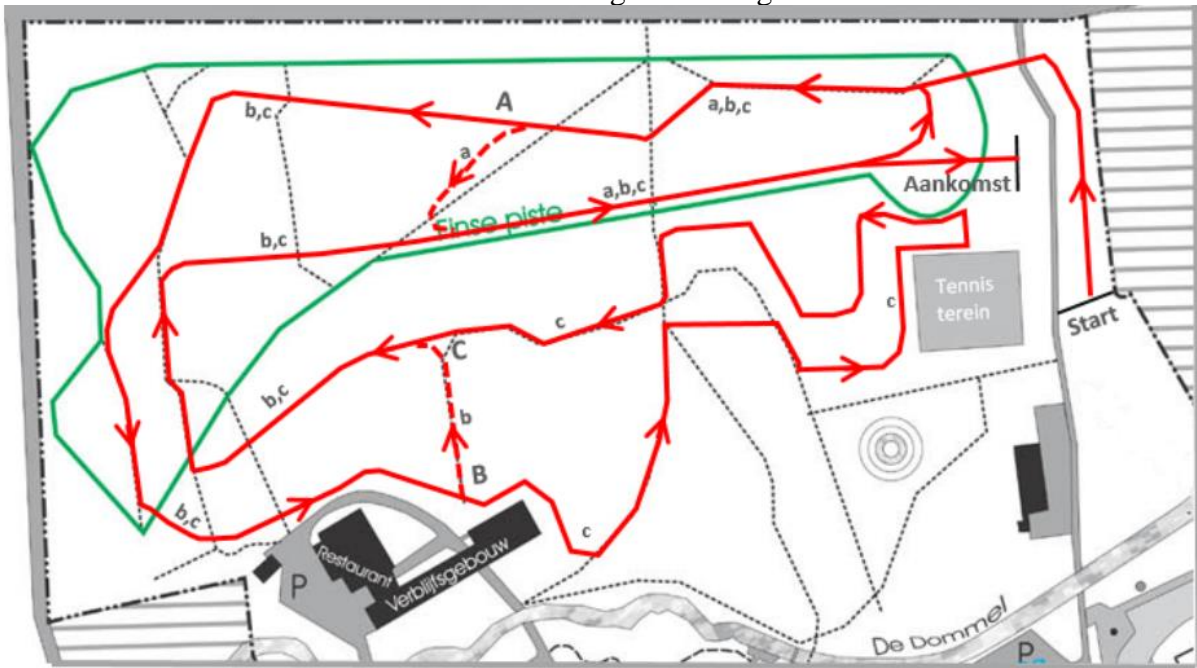 b,c
A
a,b,c
a
a,b,c
Aankomst
Finse piste
b,c
Tennis
terein
c
Start
c
C
b,c
b
B
b,c
c
Restaurant
Verblijfsgebouw
P
De Dommel
P